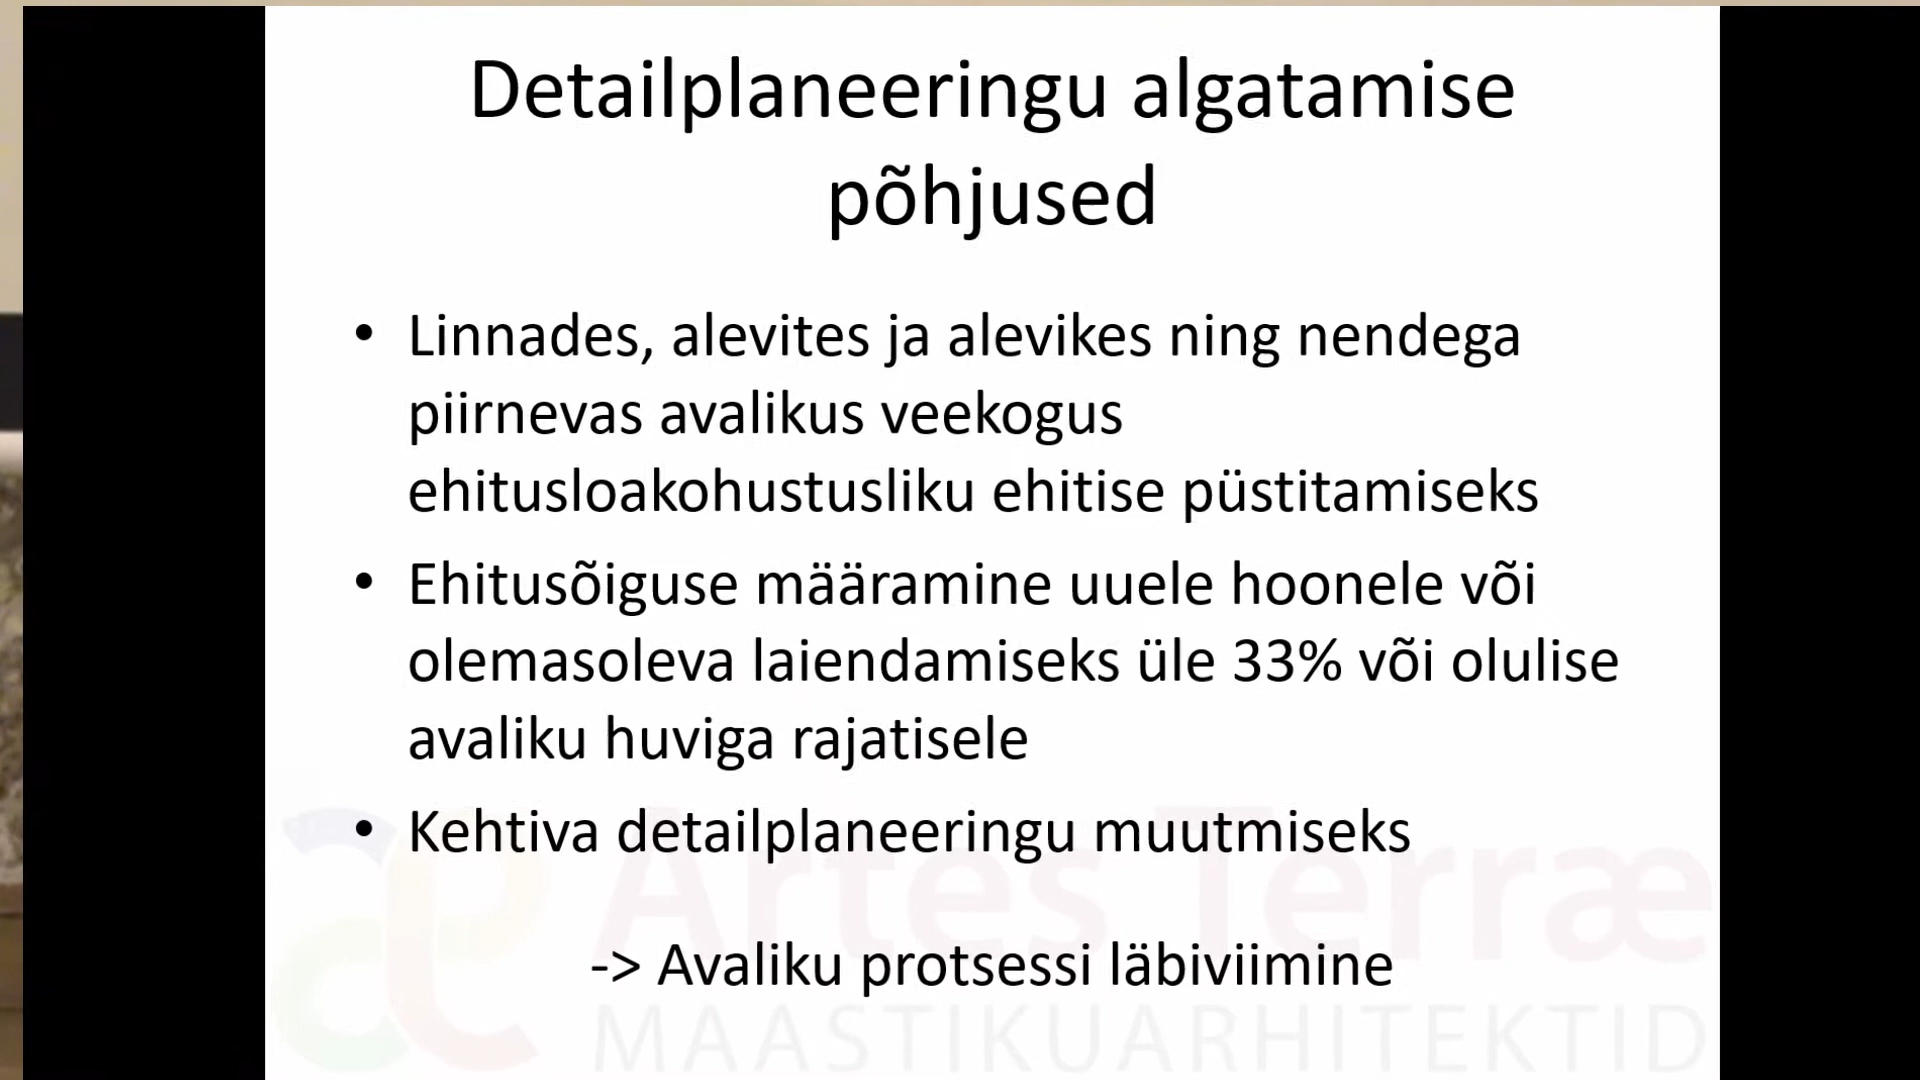 Detailplaneeringu algatamise
põhjused
• Linnades, alevites ja alevikes ning nendega
piirnevas avalikus veekogus
ehitusloakohustusliku ehitise püstitamiseks
• Ehitusõiguse määramine uuele hoonele või
olemasoleva laiendamiseks üle 33% või olulise
avaliku huviga rajatisele
• Kehtiva detailplaneeringu muutmiseks
Artes Terræ
-> Avaliku protsessi läbiviimine
MAASTIKUARHITEKTID